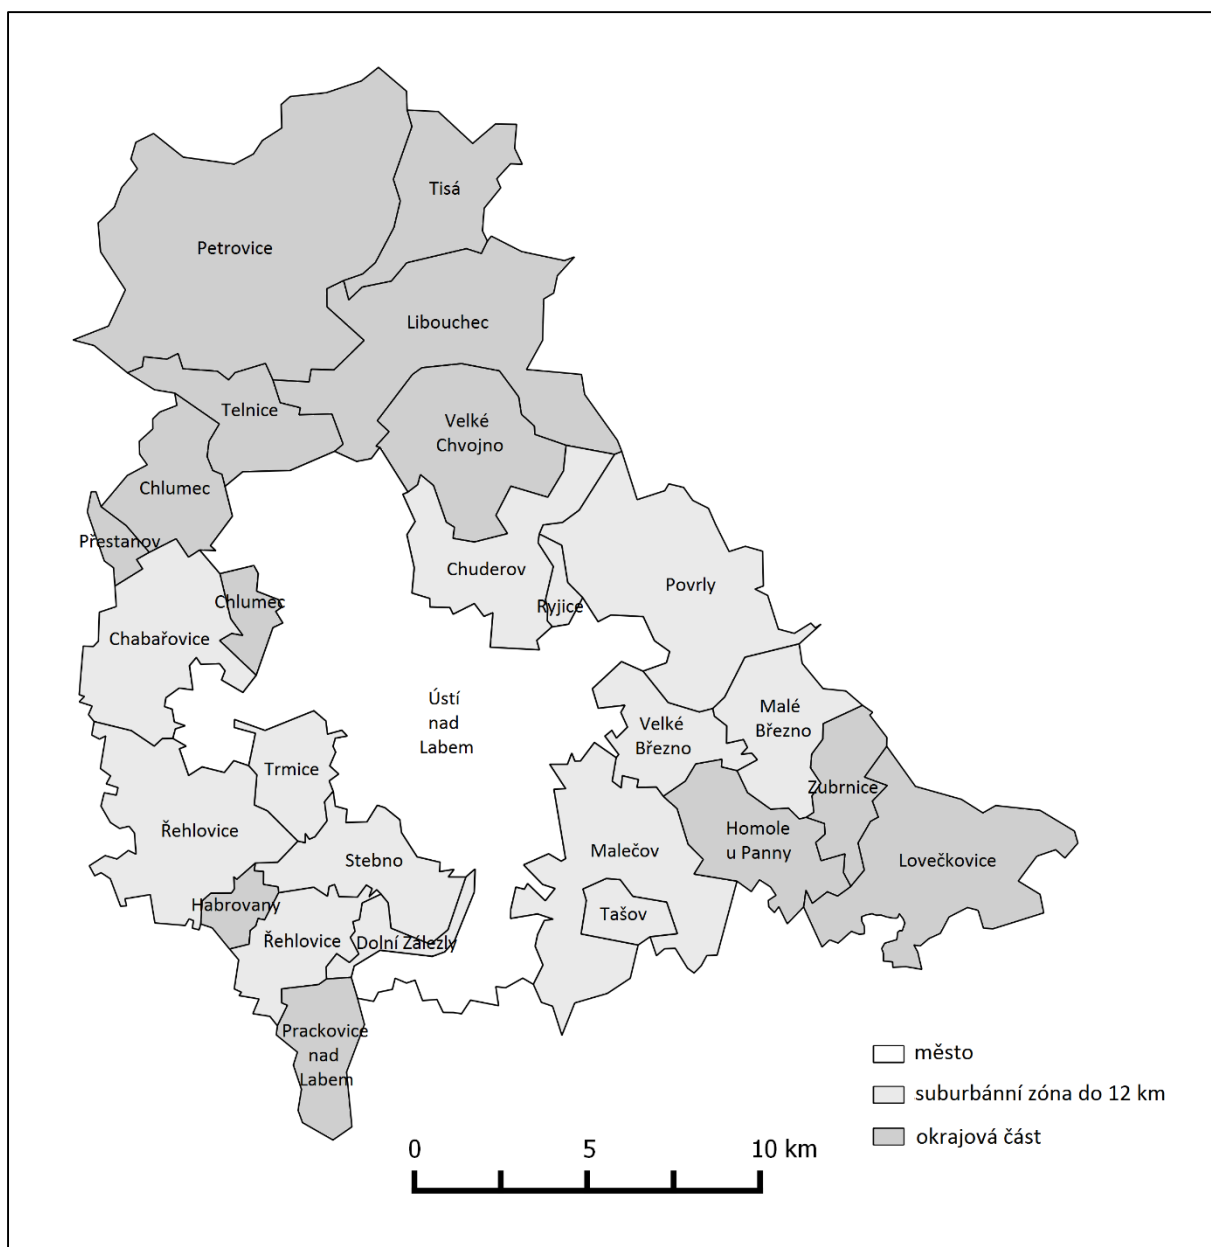 Tisá
Petrovice
Libouchec
Telnice
Velké
Chvojno
Chlumec
Přestanov
Chuderov
Povrly
Chlumec
Ryjice
Chabařovice
Ústí
nad
Labem
Malé
Březno
Velké
Březno
Trmice
Zubrnice
Řehlovice
Homole
u Panny
Stebno
Malečov
Lovečkovice
Habrovany
Tašov
Řehlovice
Dolní Zálezly
Prackovice
nad
Labem
město
suburbánní zóna do 12 km
okrajová část
0 5 10 km